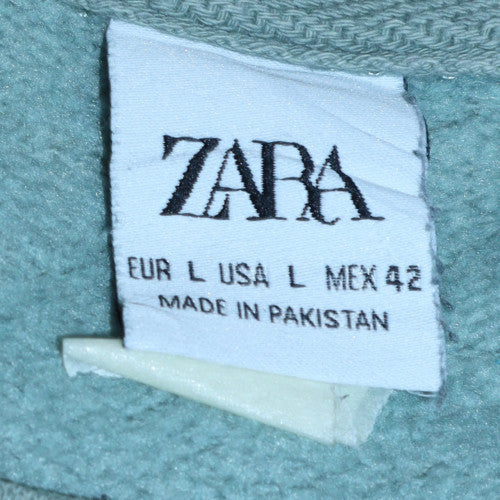 ZARA
EUR L USA L MEX 42
MADE IN PAKISTAN